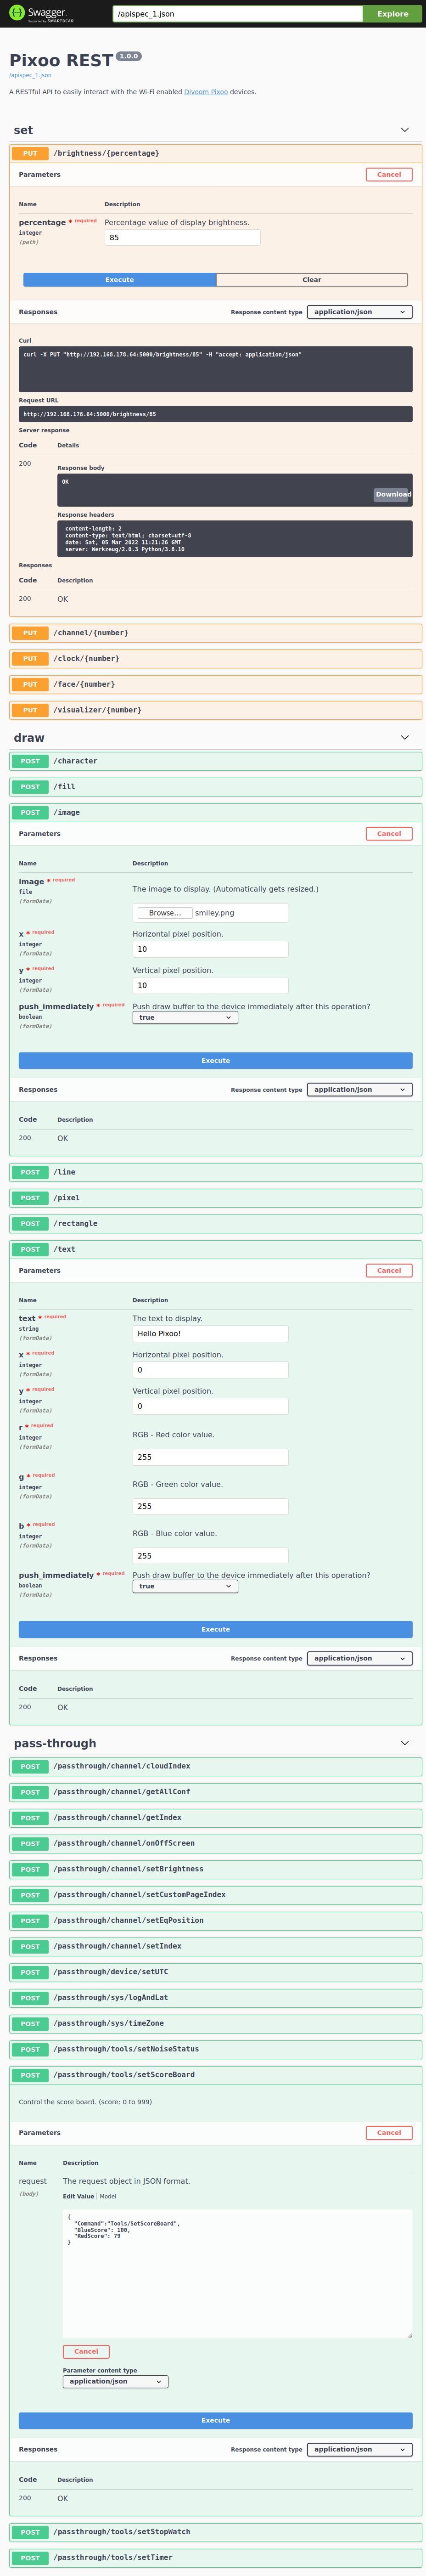 Swagger
Supported by SMARTBEAR
/apispec_1.json
Explore
Pixoo REST 1.0.0
/apispec_1.json
A RESTful API to easily interact with the Wi-Fi enabled Divoom Pixoo devices.
set
PUT /brightness/{percentage}
Parameters
Cancel
Name Description
percentage * required Percentage value of display brightness.
integer
(path)
85
Execute Clear
Responses Response content type application/json
Curl
curl -X PUT "http://192.168.178.64:5000/brightness/85" -H "accept: application/json"
Request URL
http://192.168.178.64:5000/brightness/85
Server response
Code Details
200
Response body
OK
Download
Response headers
content-length: 2
content-type: text/html; charset=utf-8
date: Sat, 05 Mar 2022 11:21:26 GMT
server: Werkzeug/2.0.3 Python/3.8.10
Responses
Code Description
200 OK
PUT /channel/{number}
PUT /clock/{number}
PUT /face/{number}
PUT /visualizer/{number}
draw
POST /character
POST /fill
POST /image
Parameters Cancel
Name Description
image * required
file
(formData)
The image to display. (Automatically gets resized.)
Browse... smiley.png
x * required Horizontal pixel position.
integer
(formData)
10
y * required Vertical pixel position.
integer
(formData)
10
push_immediately * required Push draw buffer to the device immediately after this operation?
boolean
(formData)
true
Execute
Responses Response content type application/json
Code Description
200 OK
POST /line
POST /pixel
POST /rectangle
POST /text
Parameters Cancel
Name Description
text * required The text to display.
string
(formData)
Hello Pixoo!
x * required Horizontal pixel position.
integer
(formData)
0
y * required Vertical pixel position.
integer
(formData)
0
r * required
integer
(formData)
RGB - Red color value.
255
g * required
integer
(formData)
RGB - Green color value.
255
b * required
integer
(formData)
RGB - Blue color value.
255
push_immediately * required Push draw buffer to the device immediately after this operation?
boolean
(formData)
true
Execute
Responses Response content type application/json
Code Description
200 OK
pass-through
POST /passthrough/channel/cloudIndex
POST /passthrough/channel/getAllConf
POST /passthrough/channel/getIndex
POST /passthrough/channel/onOffScreen
POST /passthrough/channel/setBrightness
POST /passthrough/channel/setCustomPageIndex
POST /passthrough/channel/setEqPosition
POST /passthrough/channel/setIndex
POST /passthrough/device/setUTC
POST /passthrough/sys/logAndLat
POST /passthrough/sys/timeZone
POST /passthrough/tools/setNoiseStatus
POST /passthrough/tools/setScoreBoard
Control the score board. (score: 0 to 999)
Parameters Cancel
Name Description
request The request object in JSON format.
(body)
Edit Value | Model
{
"Command":"Tools/SetScoreBoard",
"BlueScore": 100,
"RedScore": 79
}
Cancel
Parameter content type
application/json
Execute
Responses Response content type application/json
Code Description
200 OK
POST /passthrough/tools/setStopWatch
POST /passthrough/tools/setTimer